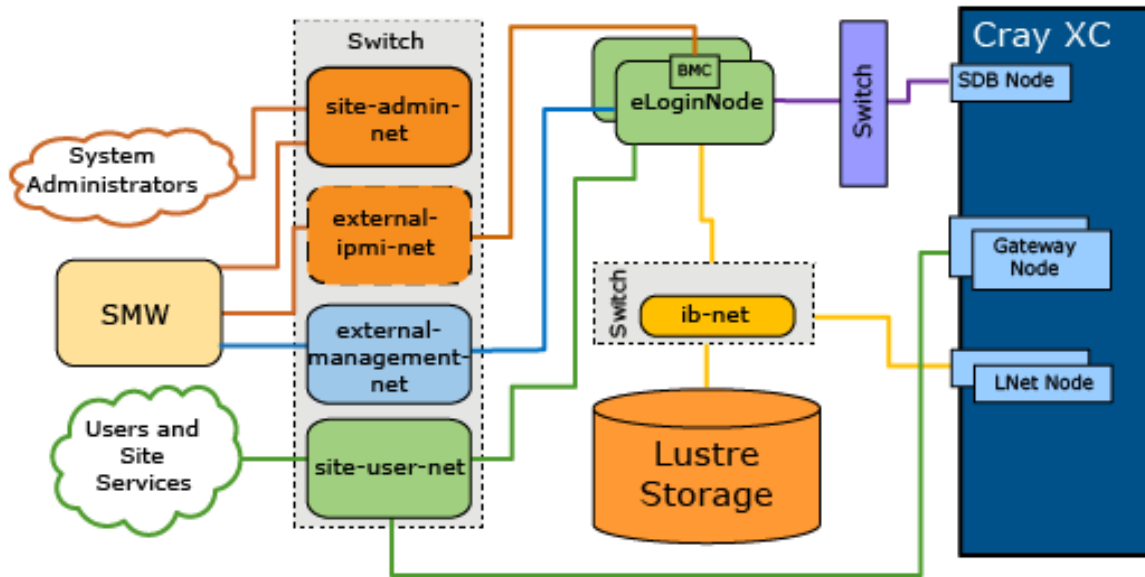 Switch
site-admin-
net
external-
ipmi-net
external-
management-
net
site-user-net
System
Administrators
SMW
Users and
Site
Services
BMC
eLoginNode
Switch
Switch
ib-net
Lustre
Storage
Cray XC
SDB Node
Gateway
Node
LNet Node